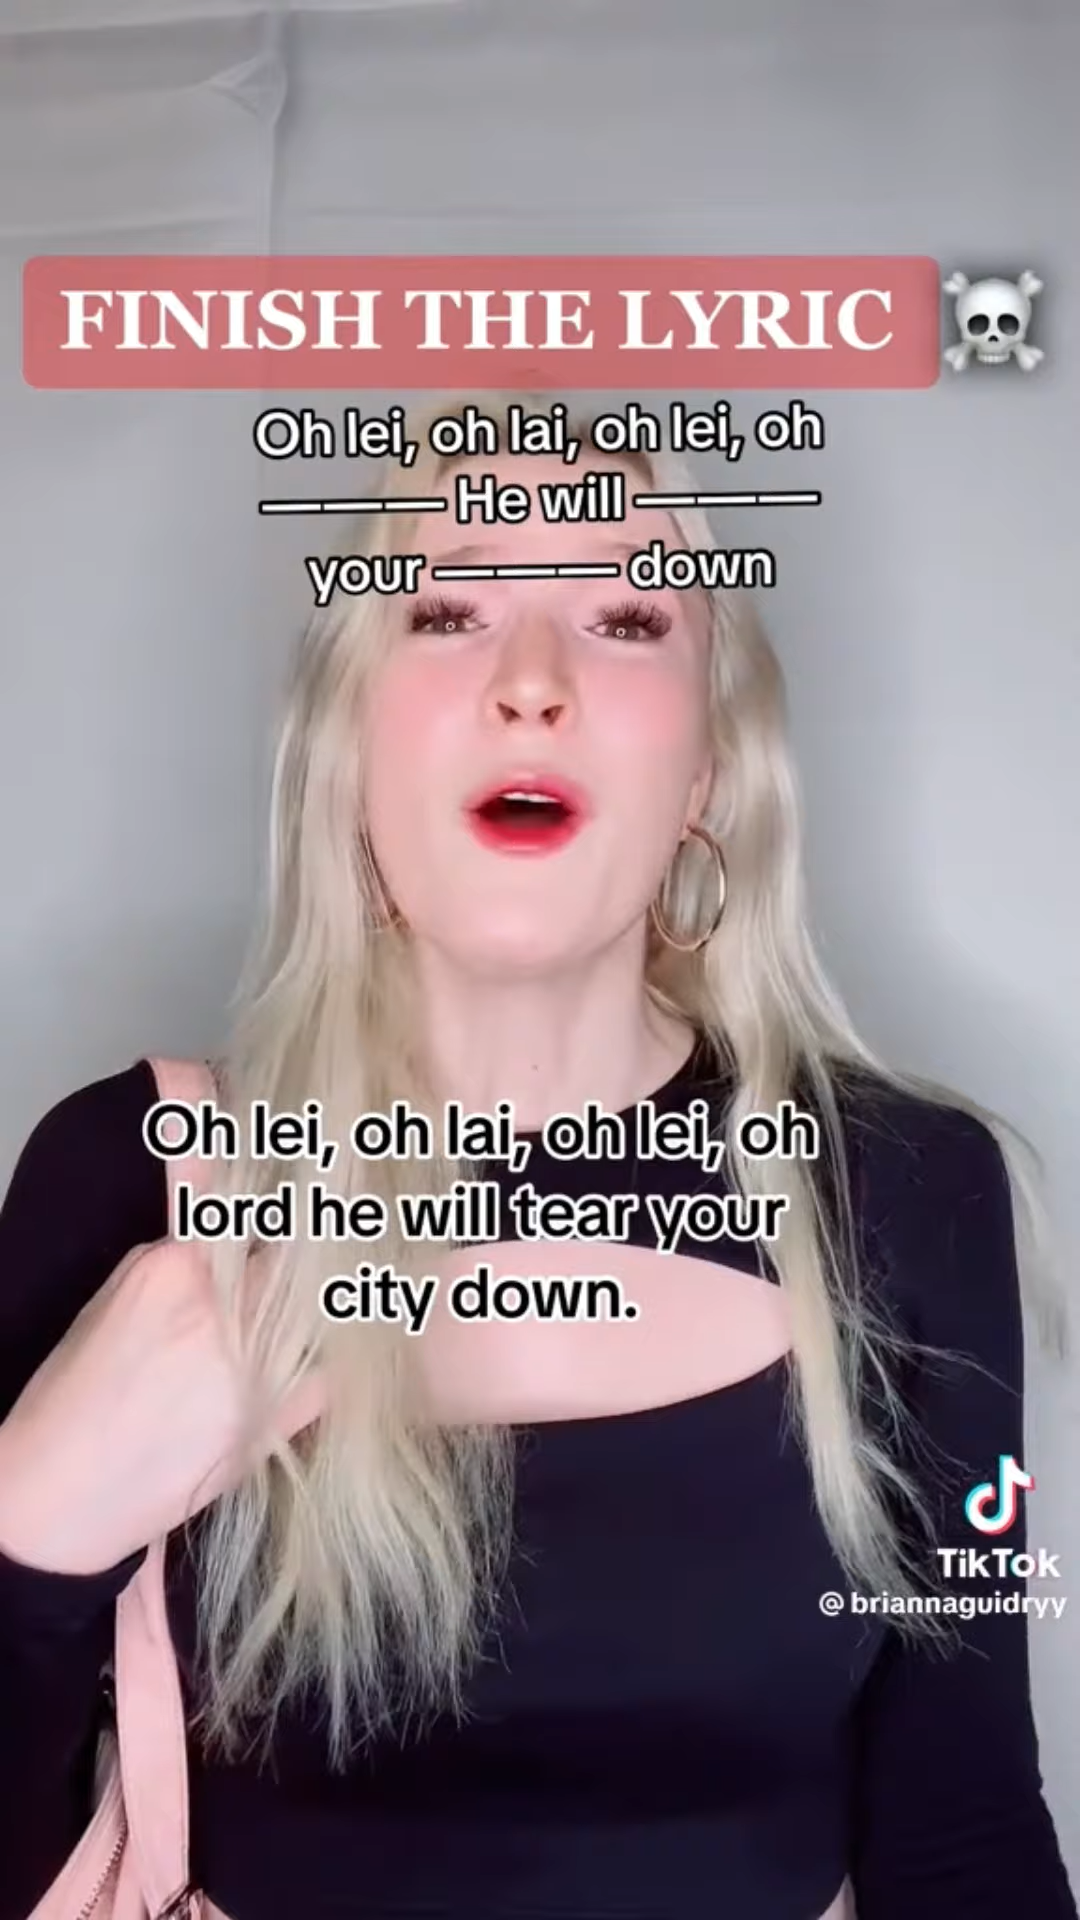 FINISH THE LYRIC
Oh lei, oh lai, oh lei, oh
———— He will ————
your ———— down
Oh lei, oh lai, oh lei, oh
lord he will tear your
city down.
TikTok
@ briannaguidryy